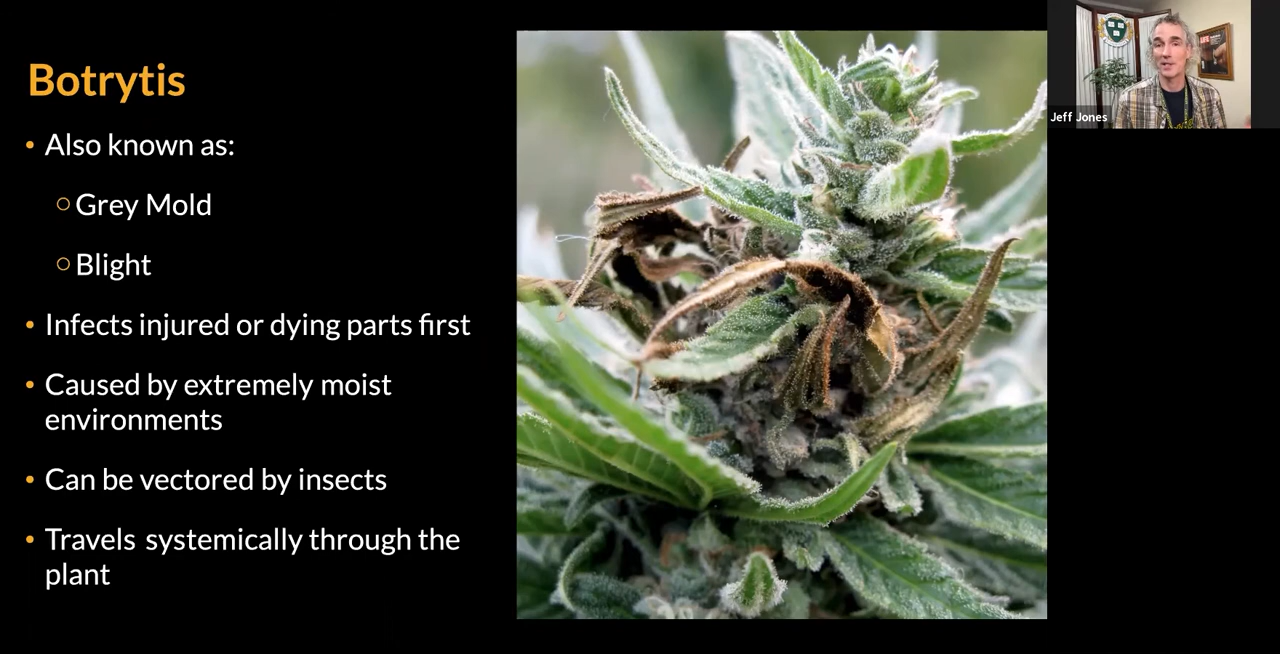 Botrytis
• Also known as:
○ Grey Mold
○ Blight
• Infects injured or dying parts first
• Caused by extremely moist
environments
• Can be vectored by insects
• Travels systemically through the
plant
Jeff Jones